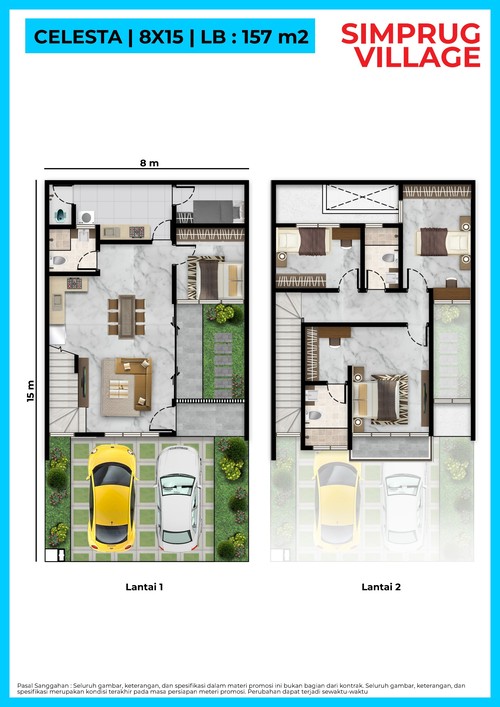 CELESTA | 8X15 | LB : 157 m2
SIMPRUG
VILLAGE
8 m
15 m
Lantai 1
Lantai 2
Pasal Sanggahan : Seluruh gambar, keterangan, dan spesifikasi dalam materi promosi ini bukan bagian dari kontrak. Seluruh gambar, keterangan, dan
spesifikasi merupakan kondisi terakhir pada masa persiapan meteri promosi. Perubahan dapat terjadi sewaktu-waktu